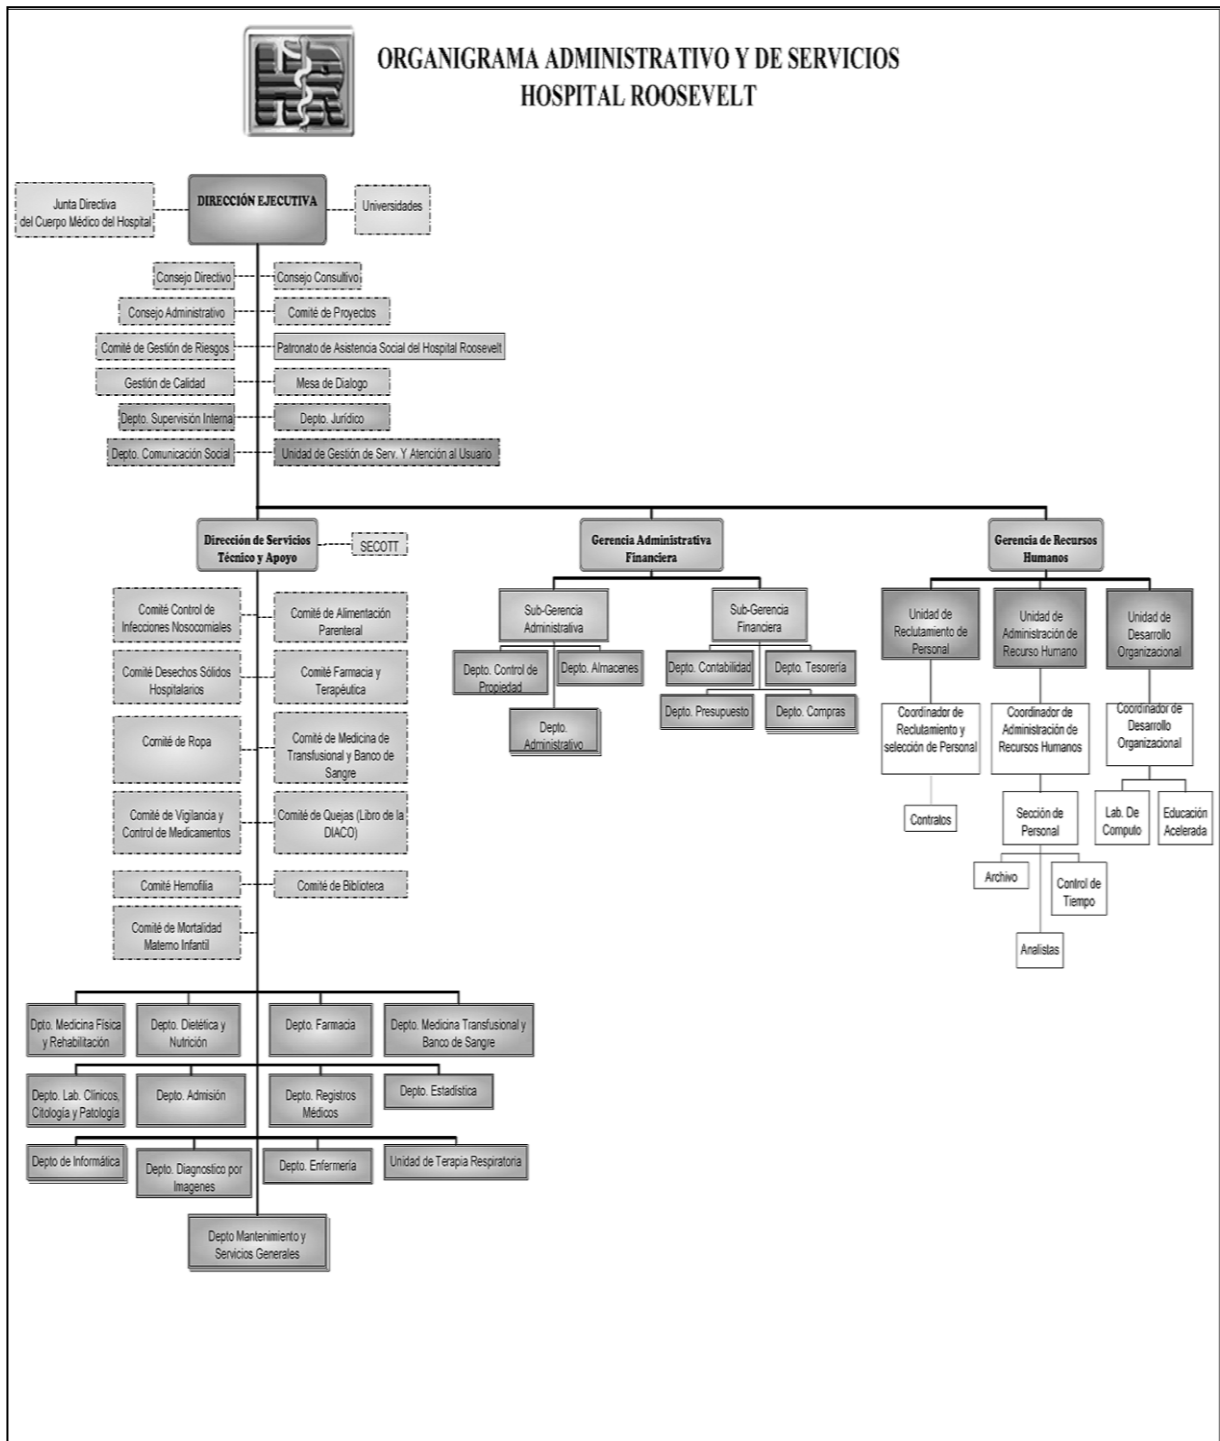 ORGANIGRAMA ADMINISTRATIVO Y DE SERVICIOS
HOSPITAL ROOSEVELT
Junta Directiva
del Cuerpo Médico del Hospital
DIRECCIÓN EJECUTIVA
Universidades
Consejo Directivo
Consejo Consultivo
Consejo Administrativo
Comité de Proyectos
Comité de Gestión de Riesgos
Patronato de Asistencia Social del Hospital Roosevelt
Gestión de Calidad
Mesa de Dialogo
Depto. Supervisión Interna
Depto. Jurídico
Depto. Comunicación Social
Unidad de Gestión de Serv. Y Atención al Usuario
Dirección de Servicios
Técnico y Apoyo
SECOTT
Gerencia Administrativa
Financiera
Gerencia de Recursos
Humanos
Comité Control de
Infecciones Nosocomiales
Comité de Alimentación
Parenteral
Comité Desechos Sólidos
Hospitalarios
Comité Farmacia y
Terapéutica
Comité de Ropa
Comité de Medicina de
Transfusional y Banco de
Sangre
Comité de Vigilancia y
Control de Medicamentos
Comité de Quejas (Libro de la
DIACO)
Comité Hemofilia
Comité de Biblioteca
Comité de Mortalidad
Materno Infantil
Sub-Gerencia
Administrativa
Sub-Gerencia
Financiera
Depto. Control de
Propiedad
Depto. Almacenes
Depto.
Administrativo
Depto. Contabilidad
Depto. Tesorería
Depto. Presupuesto
Depto. Compras
Unidad de
Reclutamiento de
Personal
Unidad de
Administración de
Recurso Humano
Unidad de
Desarrollo
Organizacional
Coordinador de
Reclutamiento y
selección de Personal
Coordinador de
Administración de
Recursos Humanos
Coordinador de
Desarrollo
Organizacional
Contratos
Sección de
Personal
Lab. De
Computo
Educación
Acelerada
Archivo
Control de
Tiempo
Analistas
Dpto. Medicina Física
y Rehabilitación
Depto. Dietética y
Nutrición
Depto. Farmacia
Depto. Medicina Transfusional y
Banco de Sangre
Depto. Lab. Clínicos,
Citología y Patología
Depto. Admisión
Depto. Registros
Médicos
Depto. Estadística
Depto de Informática
Depto. Diagnostico por
Imagenes
Depto. Enfermería
Unidad de Terapia Respiratoria
Depto Mantenimiento y
Servicios Generales